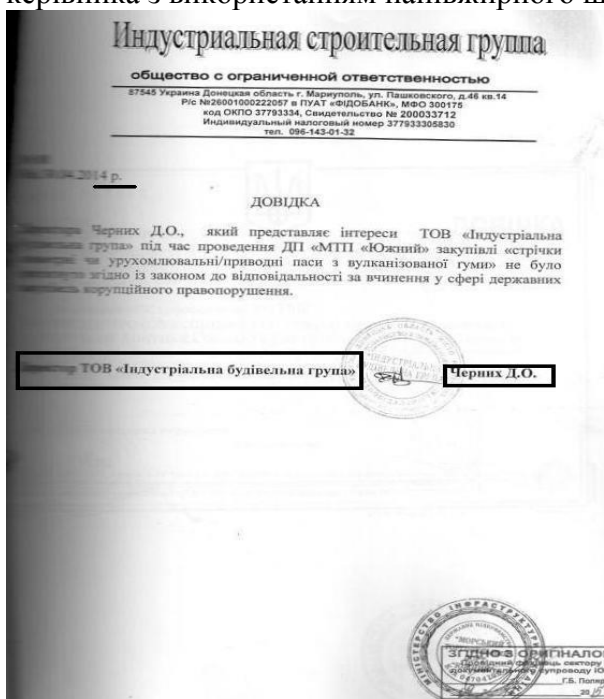 керівника з використанням напівжирного ш
Индустриальная строительная группа
общество с ограниченной ответственностью
87545 Украина Донецкая область г. Мариуполь, ул. Пашковского, д.46 кв.14
Р/с №26001000222057 в ПУАТ «ФІДОБАНК», МФО 300175
код ОКПО 37793334, Свидетельство № 200033712
Индивидуальный налоговый номер 377933305830
тел. 096-143-01-32
2014 р.
ДОВІДКА
Черних Д.О., який представляє інтереси ТОВ «Індустріальна
група» під час проведення ДП «МТП «Южний» закупівлі «стрічки
чи урухомлювальні/приводні паси з вулканізованої гуми» не було
згідно із законом до відповідальності за вчинення у сфері державних
корупційного правопорушення.
ТОВ «Індустріальна будівельна група»
Черних Д.О.
ЗГІДНО З ОРИГІНАЛО